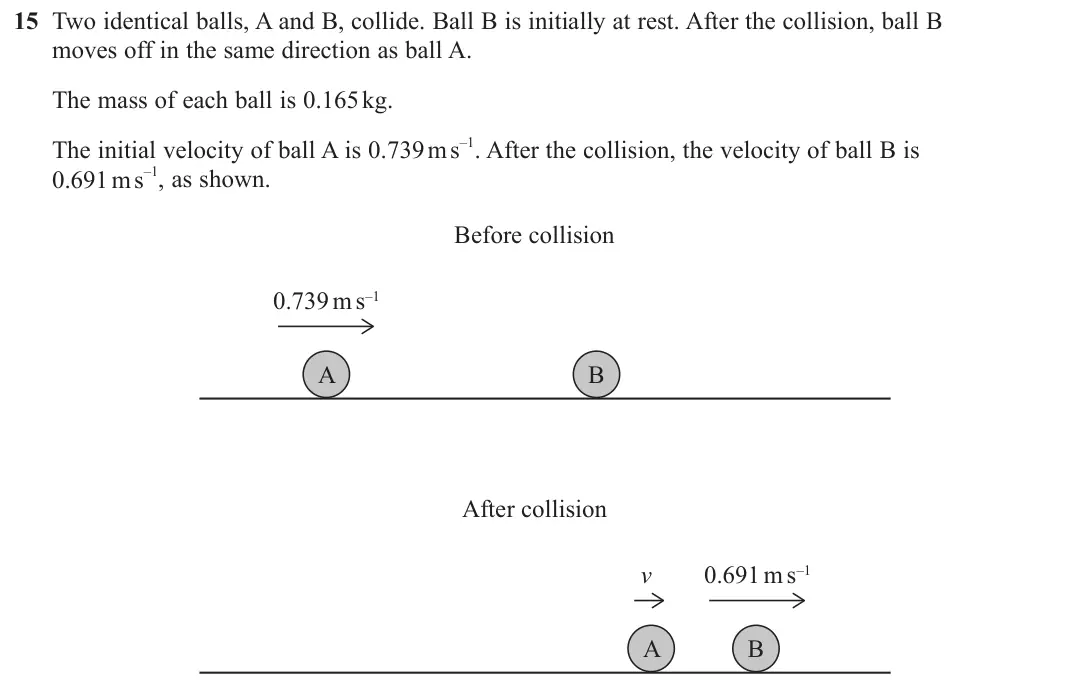 15 Two identical balls, A and B, collide. Ball B is initially at rest. After the collision, ball B
moves off in the same direction as ball A.
The mass of each ball is 0.165 kg.
The initial velocity of ball A is 0.739 m s⁻¹. After the collision, the velocity of ball B is
0.691 m s⁻¹, as shown.
Before collision
0.739 m s⁻¹
A B
After collision
v 0.691 m s⁻¹
A B